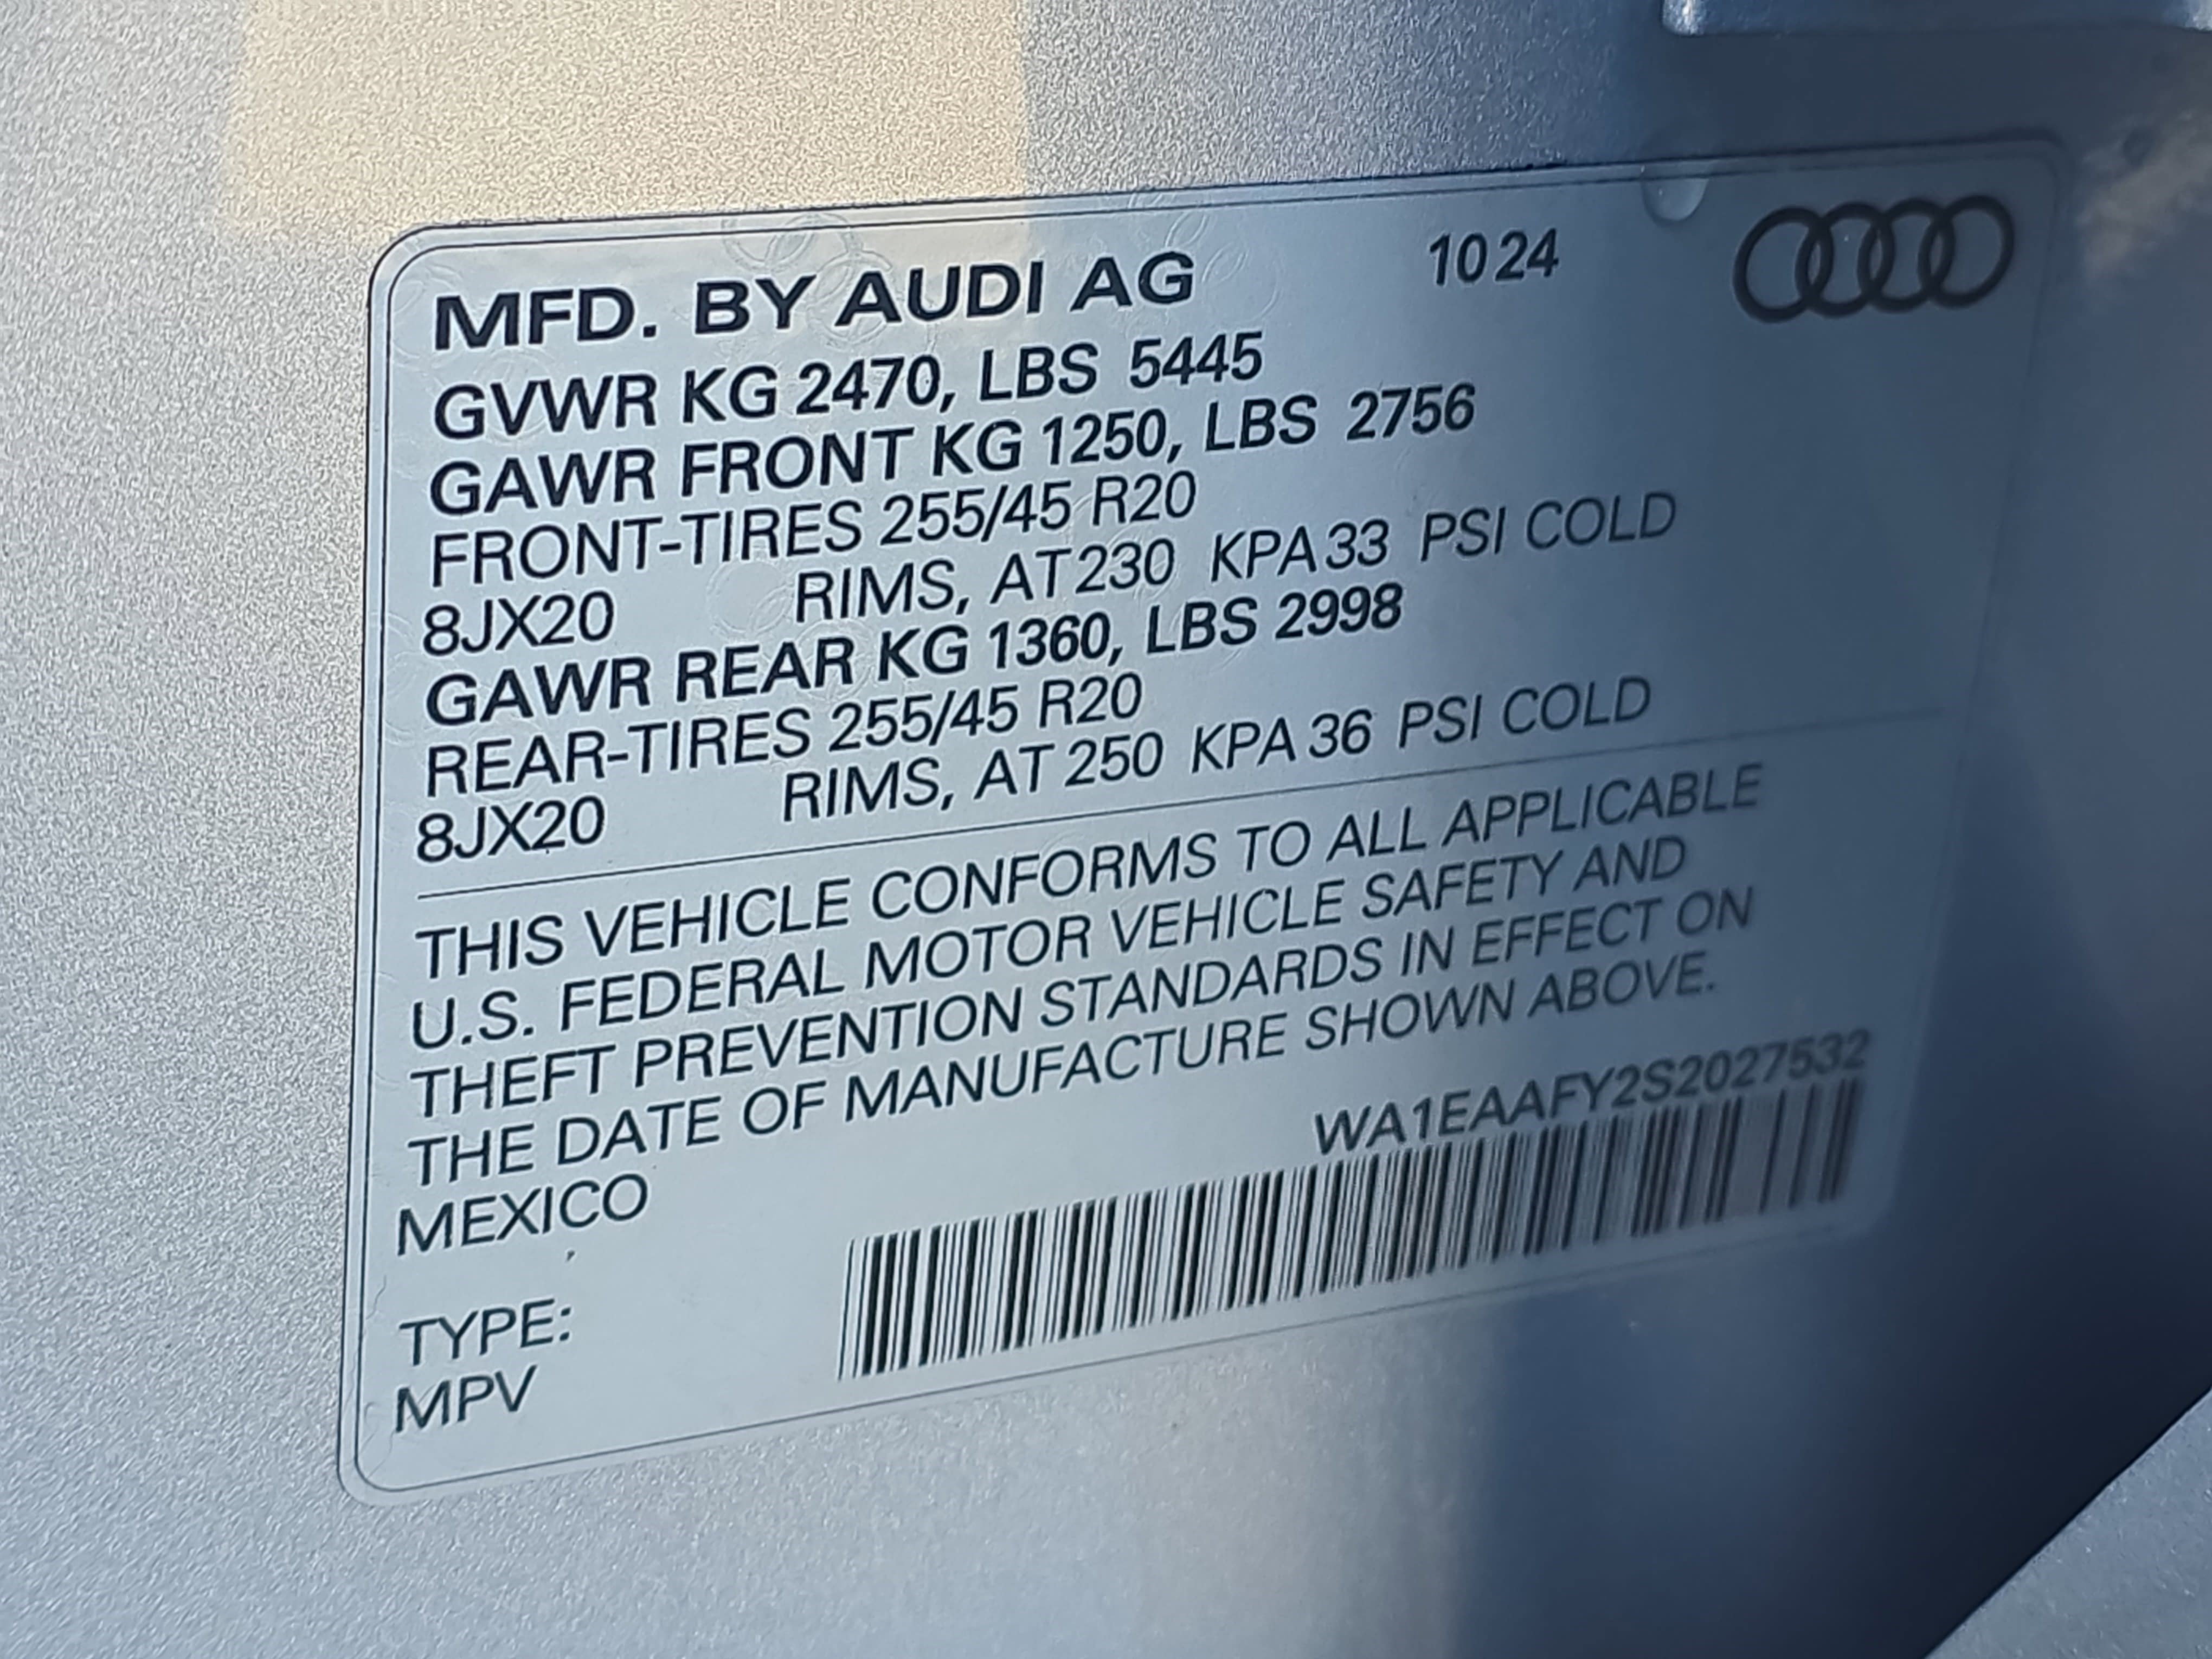 MFD. BY AUDI AG 10 24
GVWR KG 2470, LBS 5445
GAWR FRONT KG 1250, LBS 2756
FRONT-TIRES 255/45 R20
8JX20 RIMS, AT 230 KPA 33 PSI COLD
GAWR REAR KG 1360, LBS 2998
REAR-TIRES 255/45 R20
8JX20 RIMS, AT 250 KPA 36 PSI COLD
THIS VEHICLE CONFORMS TO ALL APPLICABLE
U.S. FEDERAL MOTOR VEHICLE SAFETY AND
THEFT PREVENTION STANDARDS IN EFFECT ON
THE DATE OF MANUFACTURE SHOWN ABOVE.
MEXICO
WA1EAAFY2S2027532
TYPE:
MPV